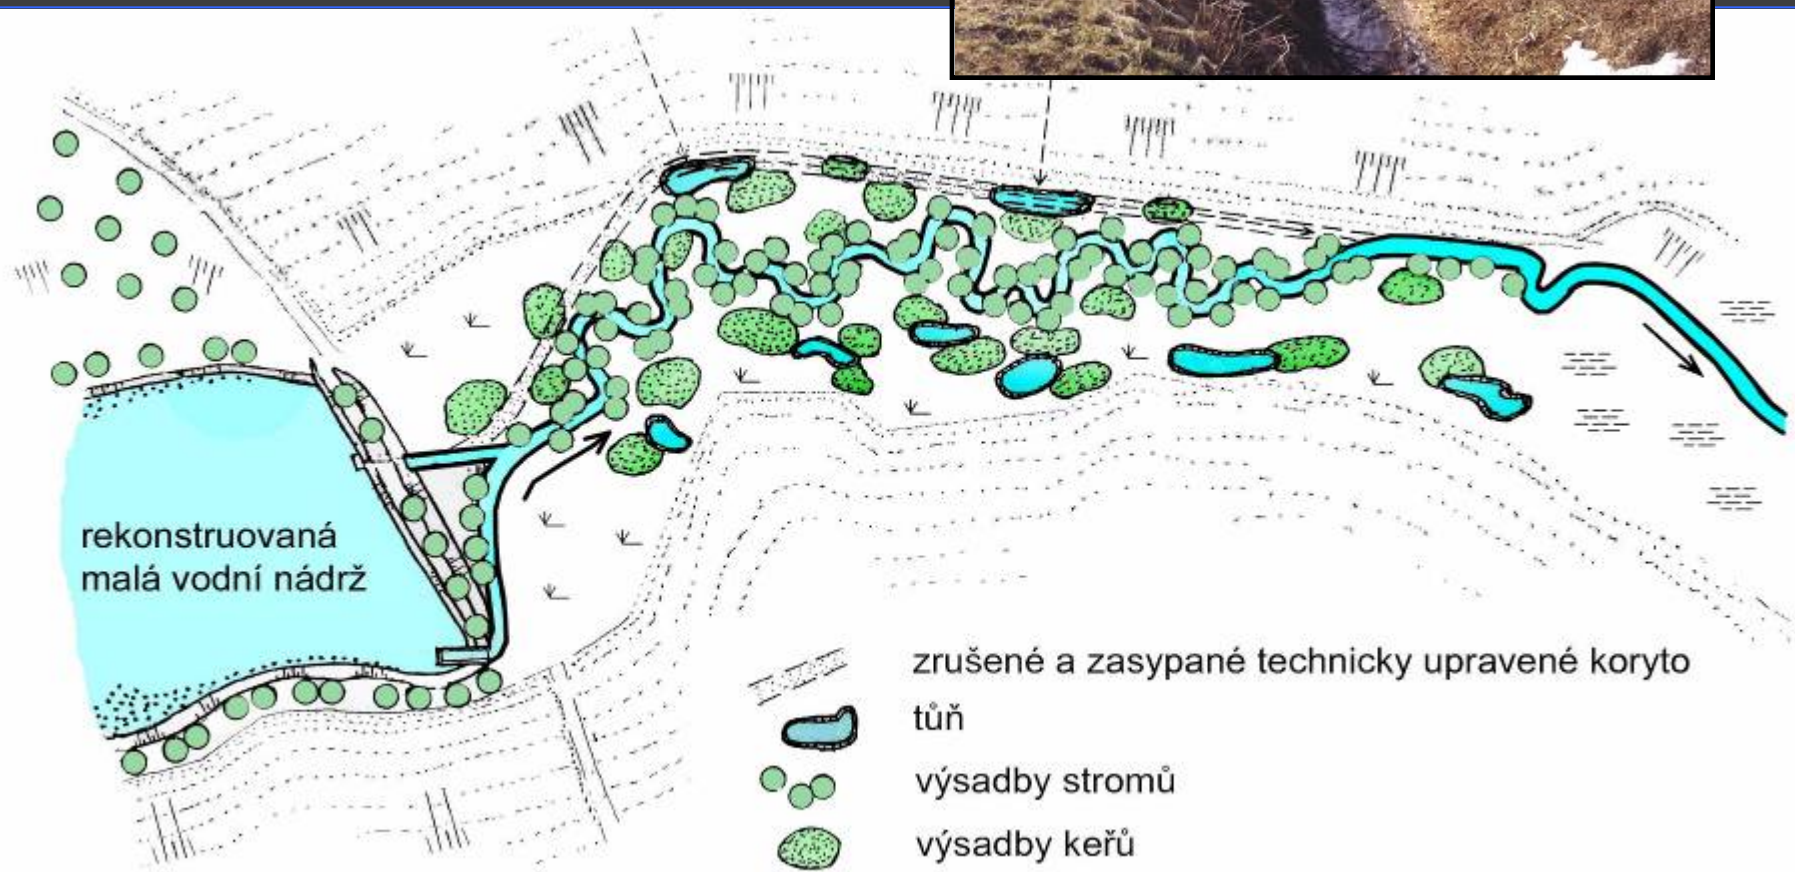 rekonstruovaná
malá vodní nádrž
zrušené a zasypané technicky upravené koryto
tůň
výsadby stromů
výsadby keřů